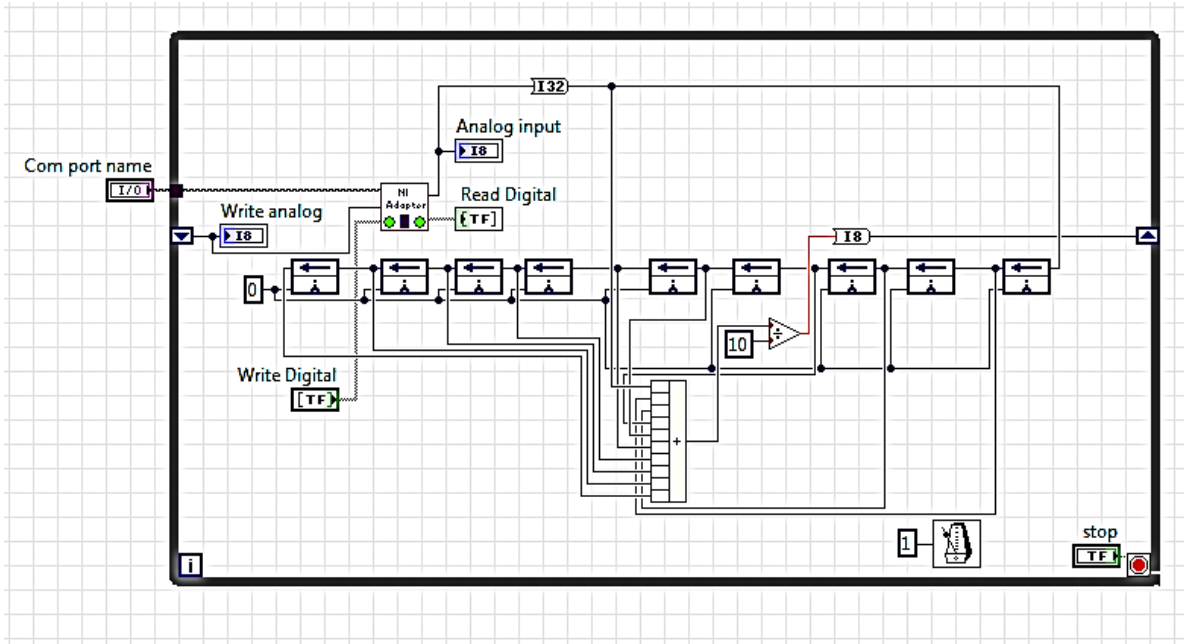 I32
Analog input
I8
Com port name
I/O
NI
Adaptor
Read Digital
[TF]
Write analog
I8
I8
0
10
÷
Write Digital
[TF]
+
1
stop
TF
i